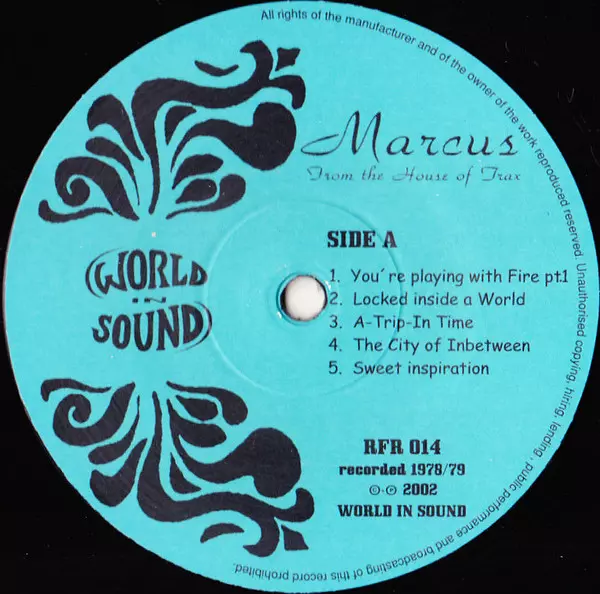 All rights of the manufacturer and of the owner of the work reproduced reserved. Unauthorised copying, hiring, lending , public performance and broadcasting of this record prohibited
Marcus
From the House of Trax
SIDE A
1. You´re playing with Fire pt.1
2. Locked inside a World
3. A-Trip-In Time
4. The City of Inbetween
5. Sweet inspiration
(WORLD
IN
SOUND)
RFR 014
recorded 1978/79
©·℗ 2002
WORLD IN SOUND